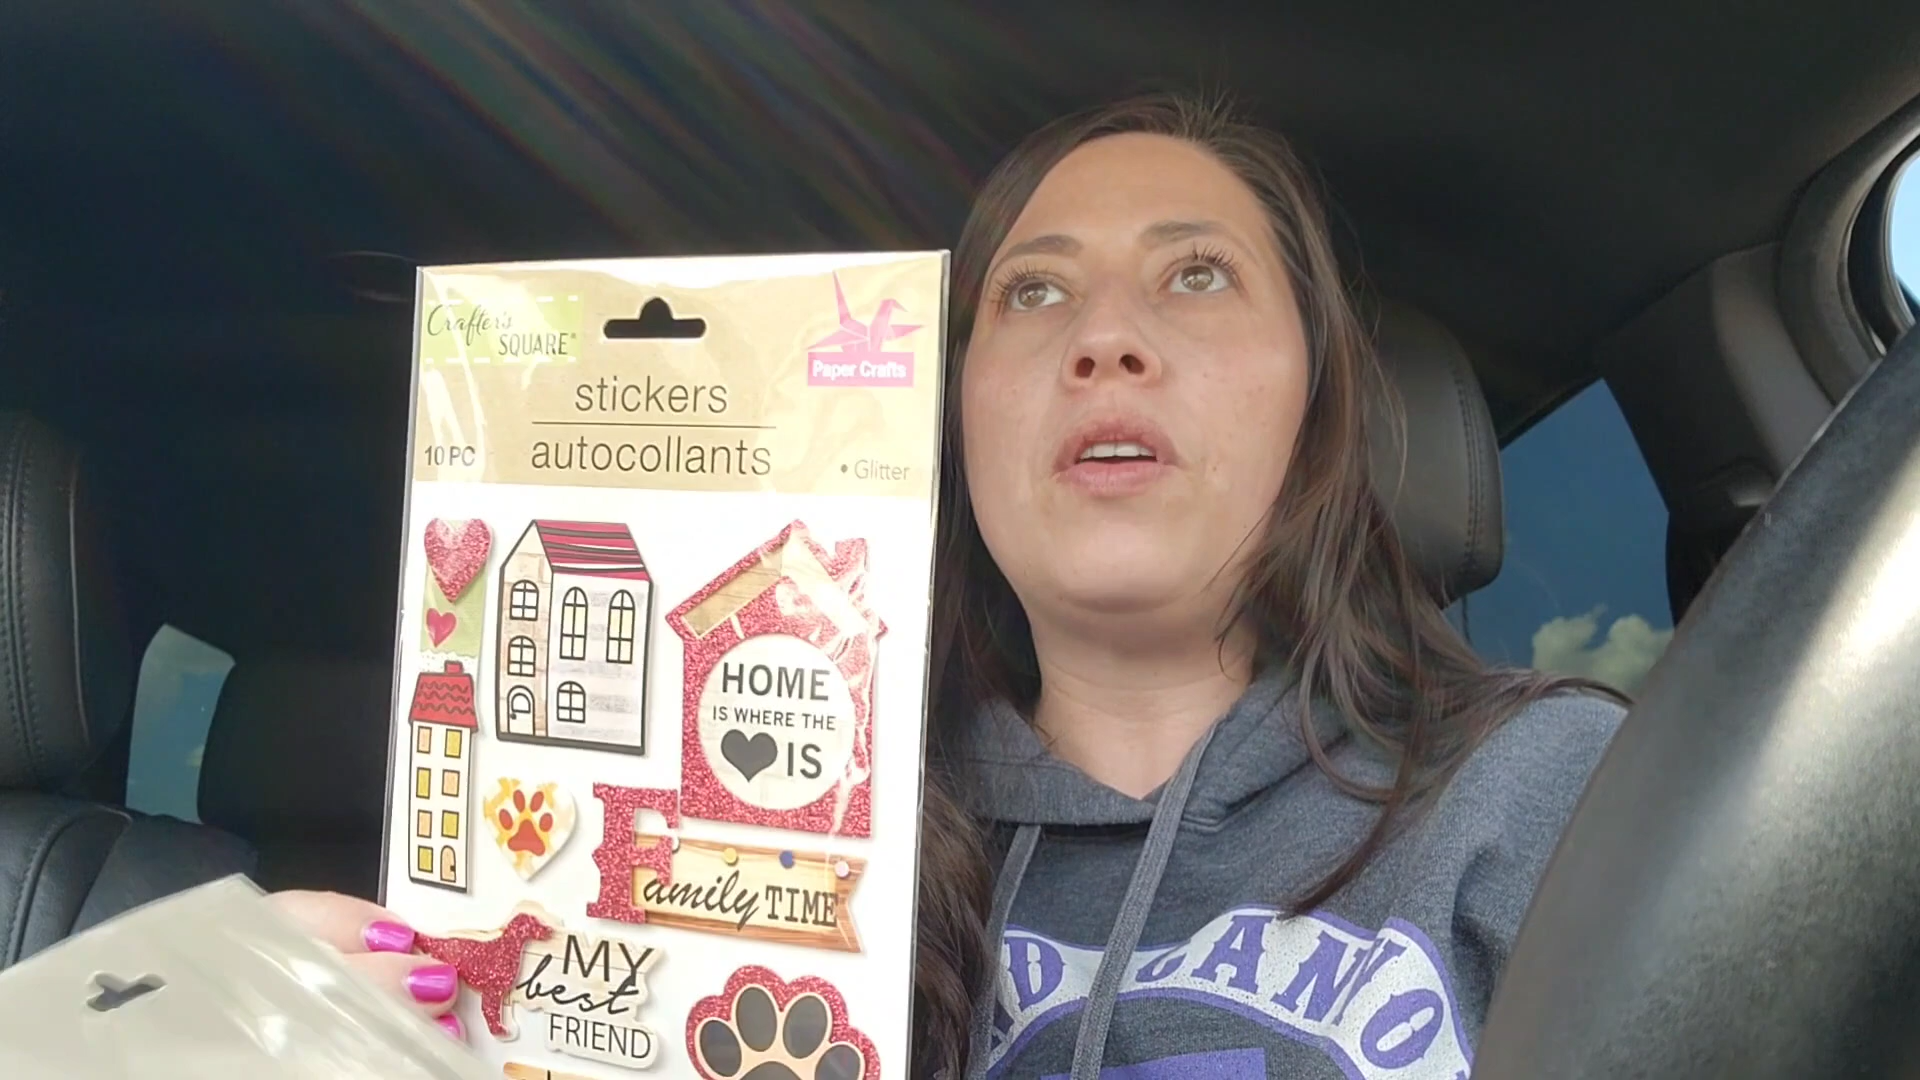 Crafter's
SQUARE®
Paper Crafts
stickers
autocollants
10 PC
• Glitter
HOME
IS WHERE THE
IS
Family TIME
MY
best
FRIEND